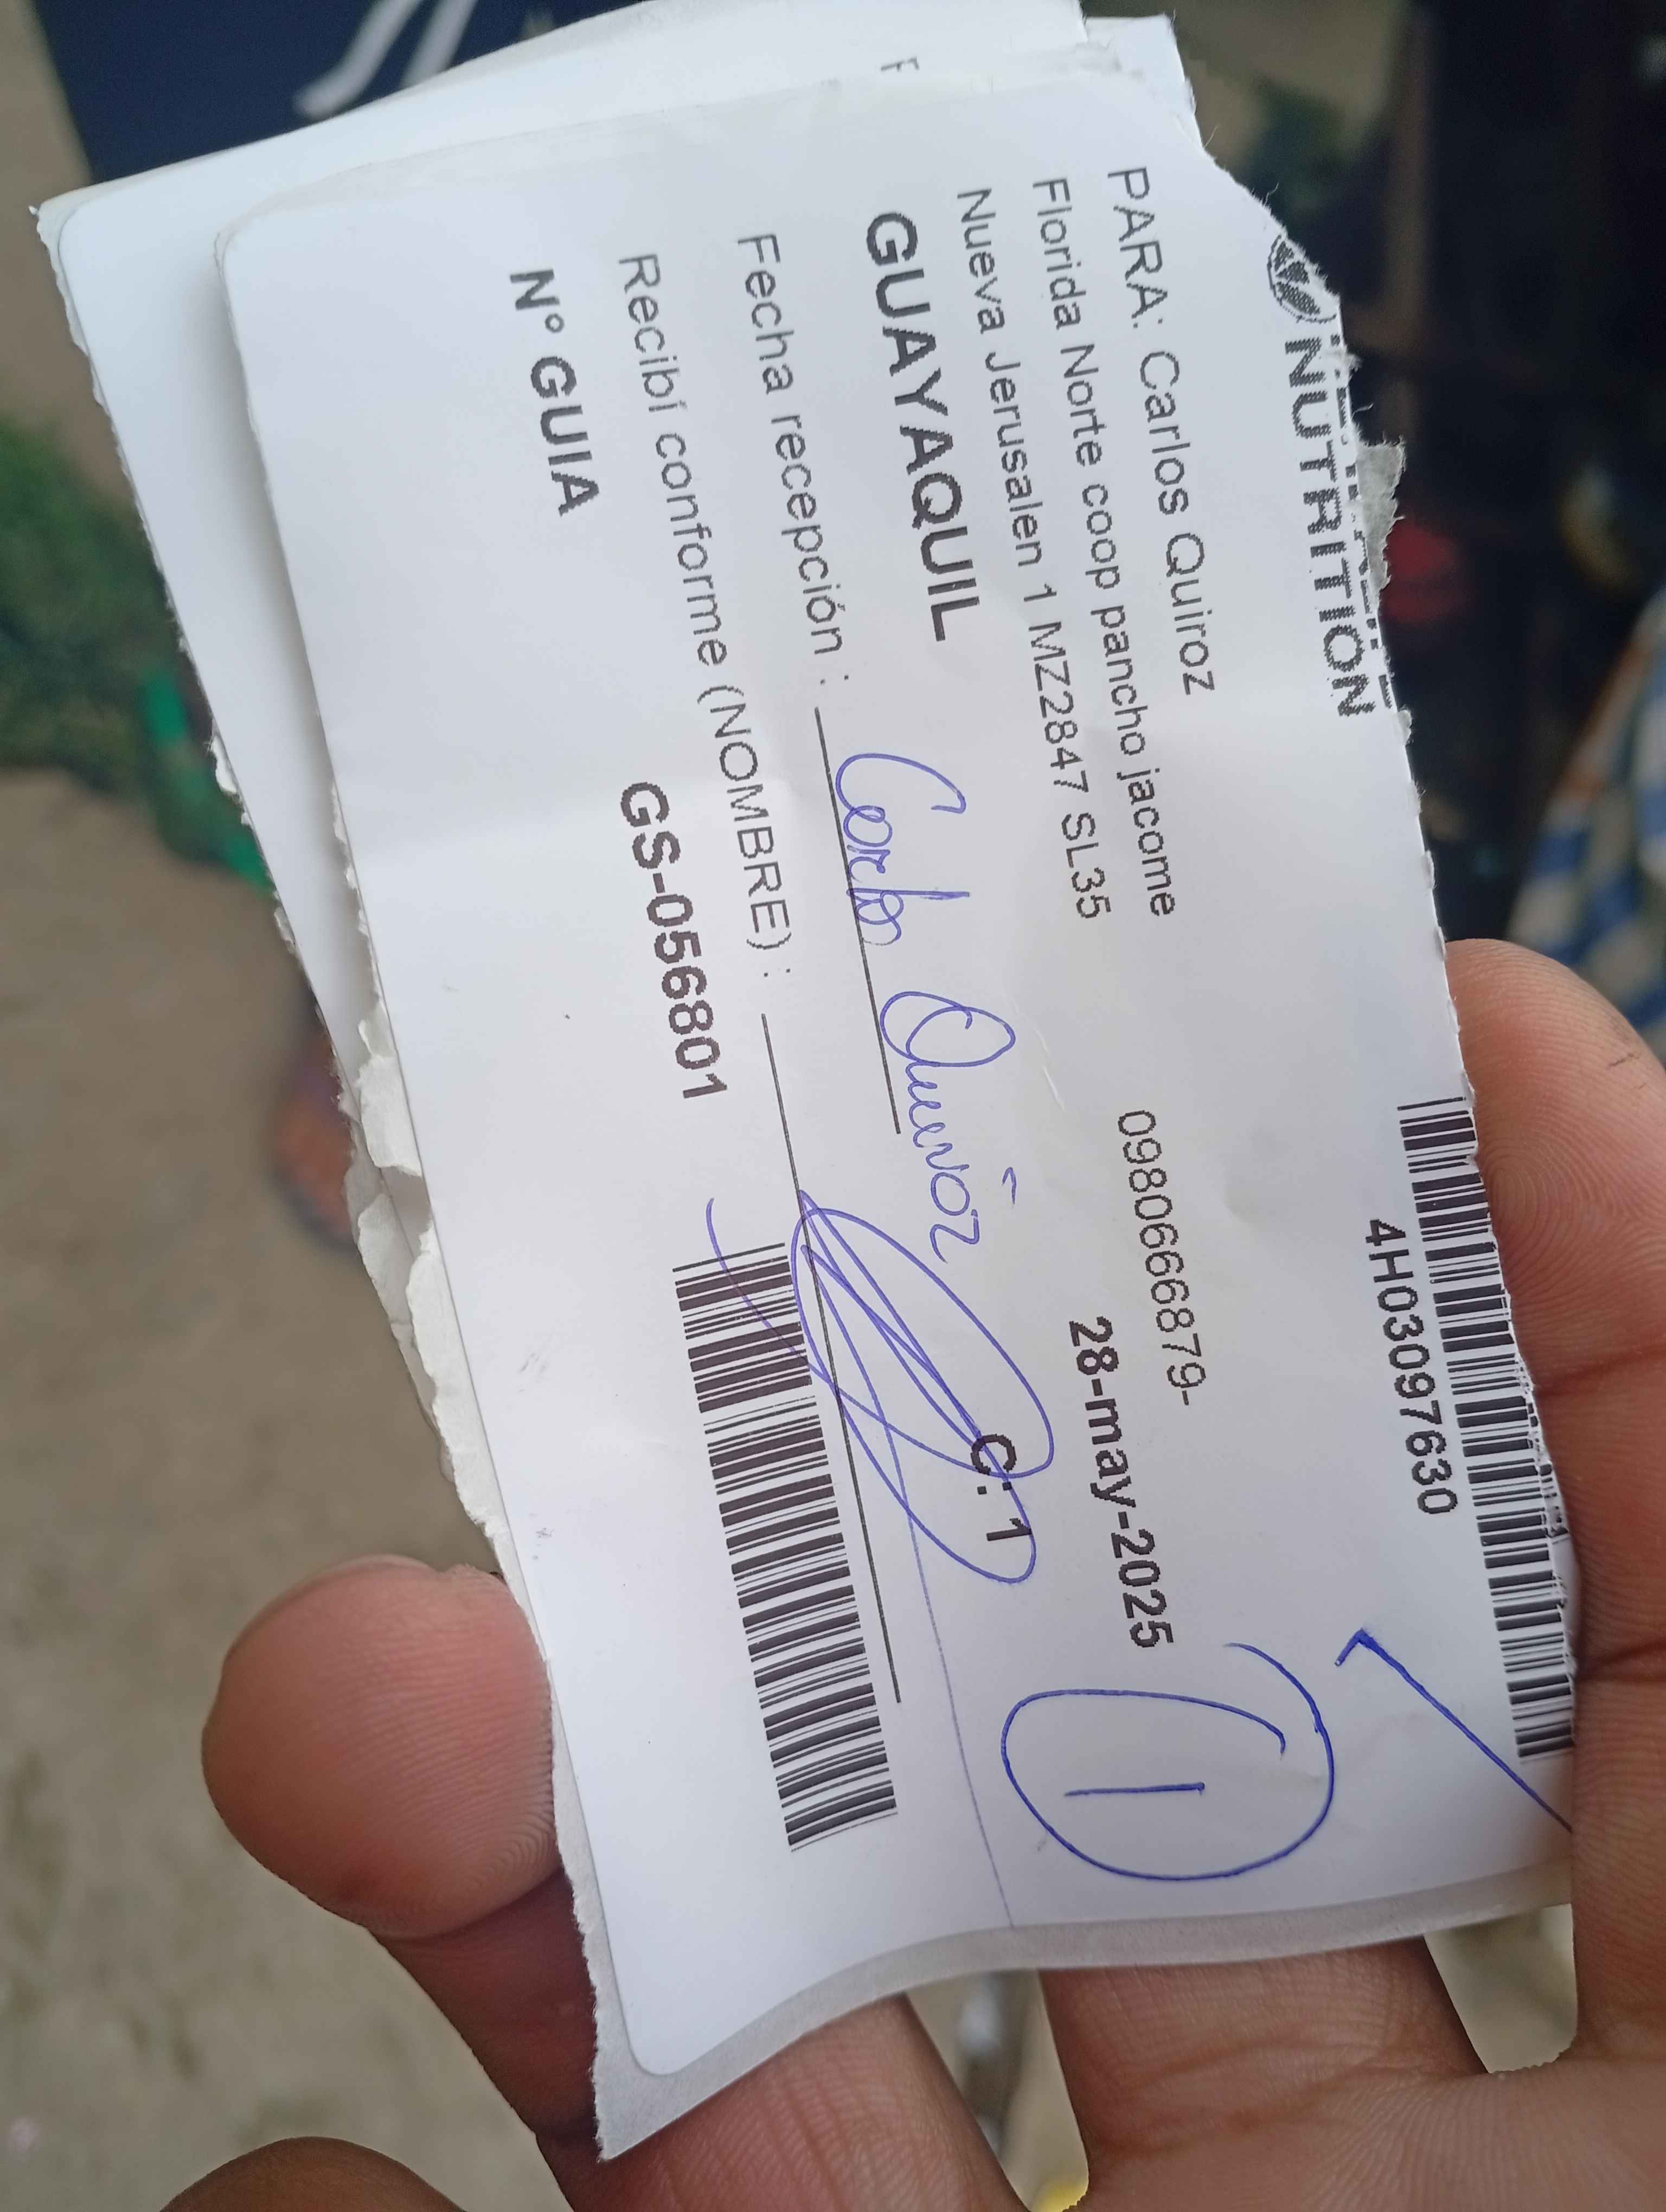 NUTRITION
4H03097630
PARA: Carlos Quiroz
0980666879-
Florida Norte coop pancho jacome
Nueva Jerusalen 1 MZ2847 SL35
28-may-2025
1
GUAYAQUIL
C: 1
Fecha recepción : Carlos Quiroz
Recibí conforme (NOMBRE) :
N° GUIA GS-056801